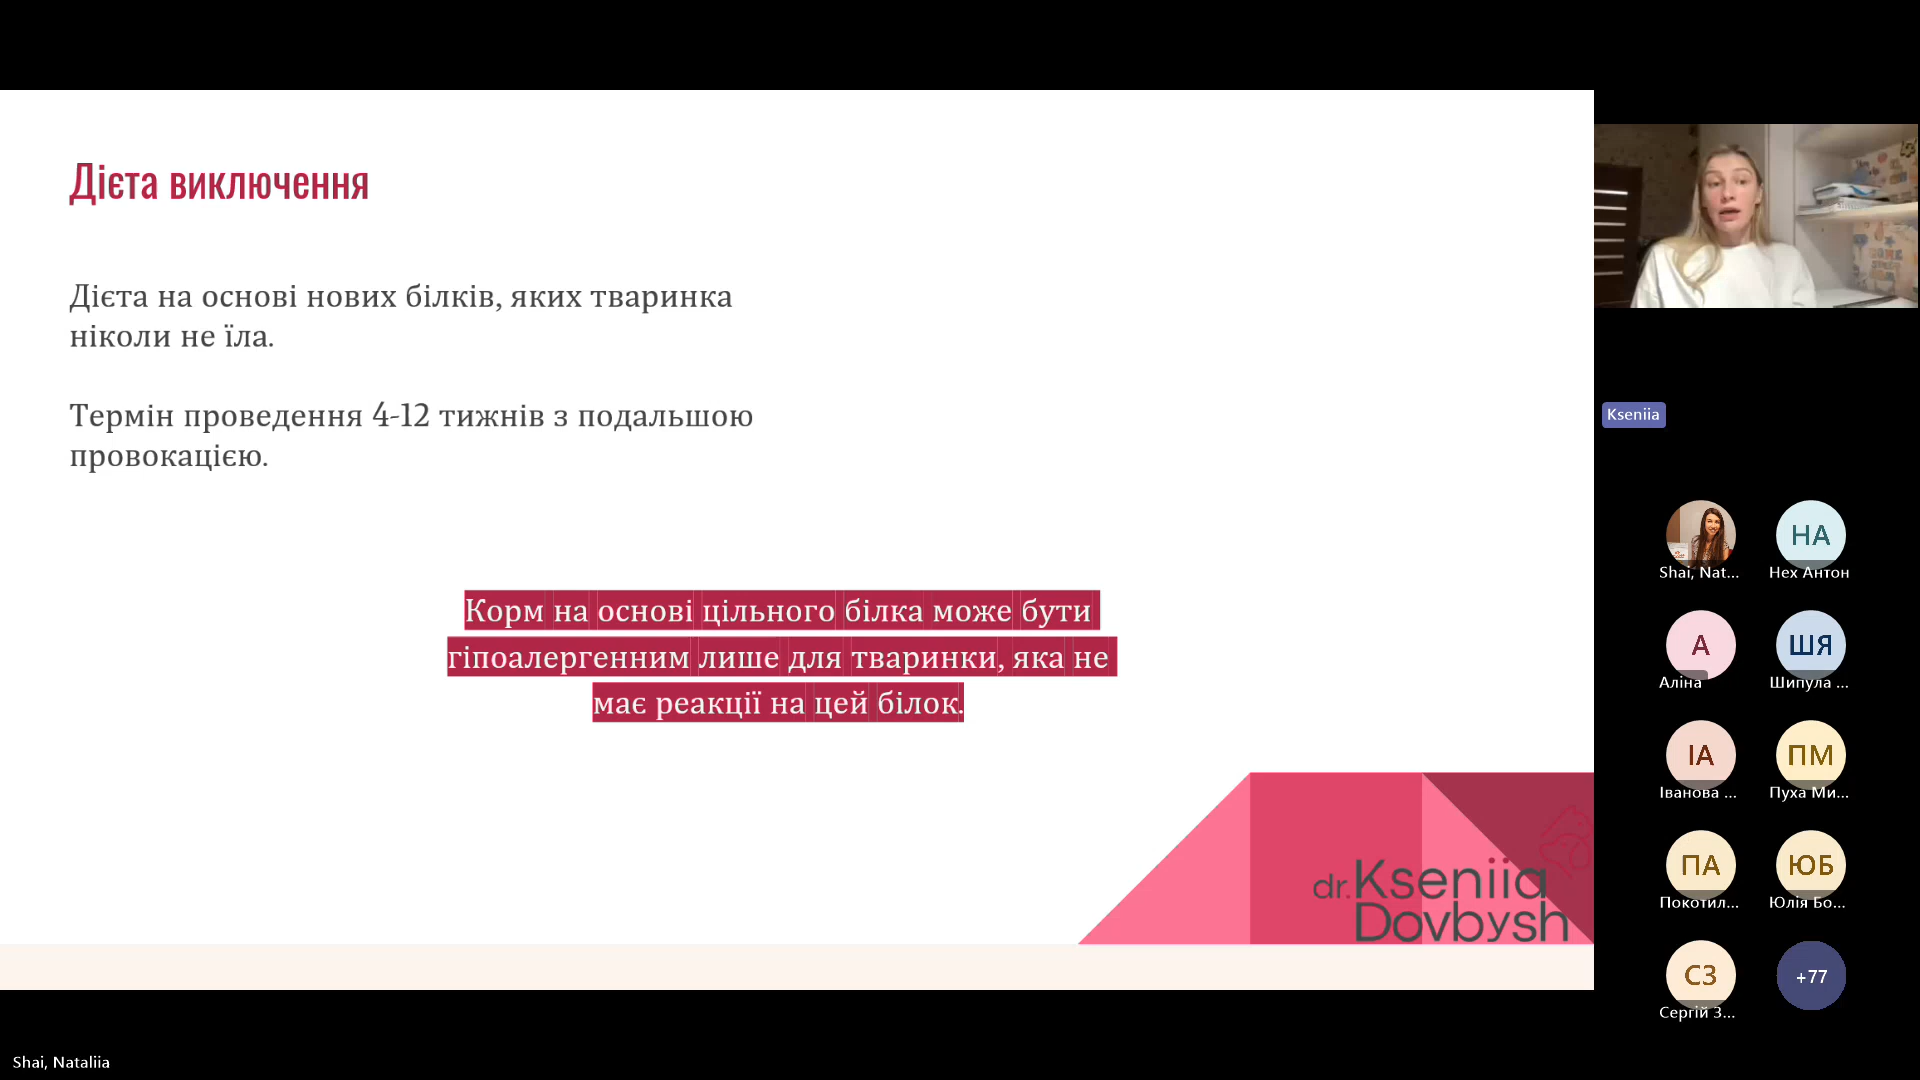 Дієта виключення
Дієта на основі нових білків, яких тваринка
ніколи не їла.
Термін проведення 4-12 тижнів з подальшою
провокацією.
Корм на основі цільного білка може бути
гіпоалергенним лише для тваринки, яка не
має реакції на цей білок.
dr.Kseniia
Dovbysh
Kseniia
Shai, Nat...
НА
Нех Антон
А
Аліна
ШЯ
Шипула ...
ІА
Іванова ...
ПМ
Пуха Ми...
ПА
Покотил...
ЮБ
Юлія Бо...
СЗ
Сергій З...
+77
Shai, Nataliia